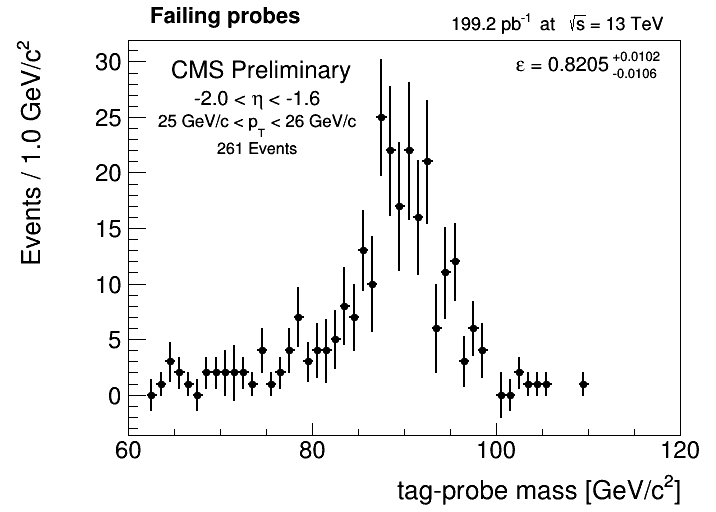 Failing probes
199.2 pb⁻¹ at √s = 13 TeV
CMS Preliminary
-2.0 < η < -1.6
25 GeV/c < p_T < 26 GeV/c
261 Events
ε = 0.8205 +0.0102 -0.0106
Events / 1.0 GeV/c²
30
25
20
15
10
5
0
60 80 100 120
tag-probe mass [GeV/c²]